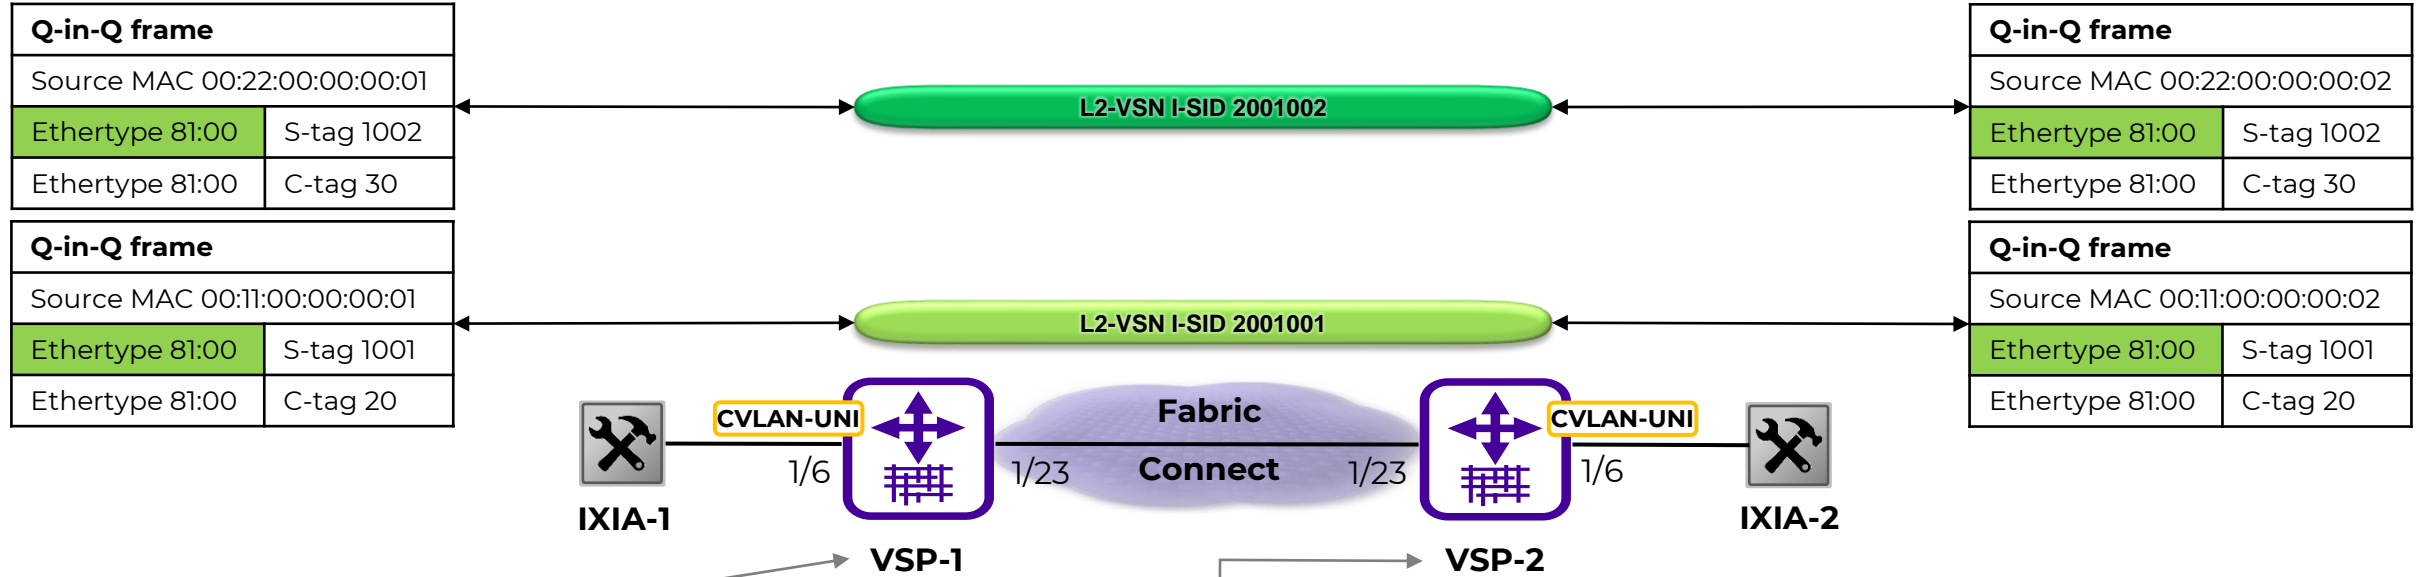 Q-in-Q frame
Source MAC 00:22:00:00:00:01
Ethertype 81:00 S-tag 1002
Ethertype 81:00 C-tag 30
Q-in-Q frame
Source MAC 00:11:00:00:00:01
Ethertype 81:00 S-tag 1001
Ethertype 81:00 C-tag 20
L2-VSN I-SID 2001002
L2-VSN I-SID 2001001
Q-in-Q frame
Source MAC 00:22:00:00:00:02
Ethertype 81:00 S-tag 1002
Ethertype 81:00 C-tag 30
Q-in-Q frame
Source MAC 00:11:00:00:00:02
Ethertype 81:00 S-tag 1001
Ethertype 81:00 C-tag 20
CVLAN-UNI
Fabric
CVLAN-UNI
1/6
1/23
Connect
1/23
1/6
IXIA-1
IXIA-2
VSP-1
VSP-2